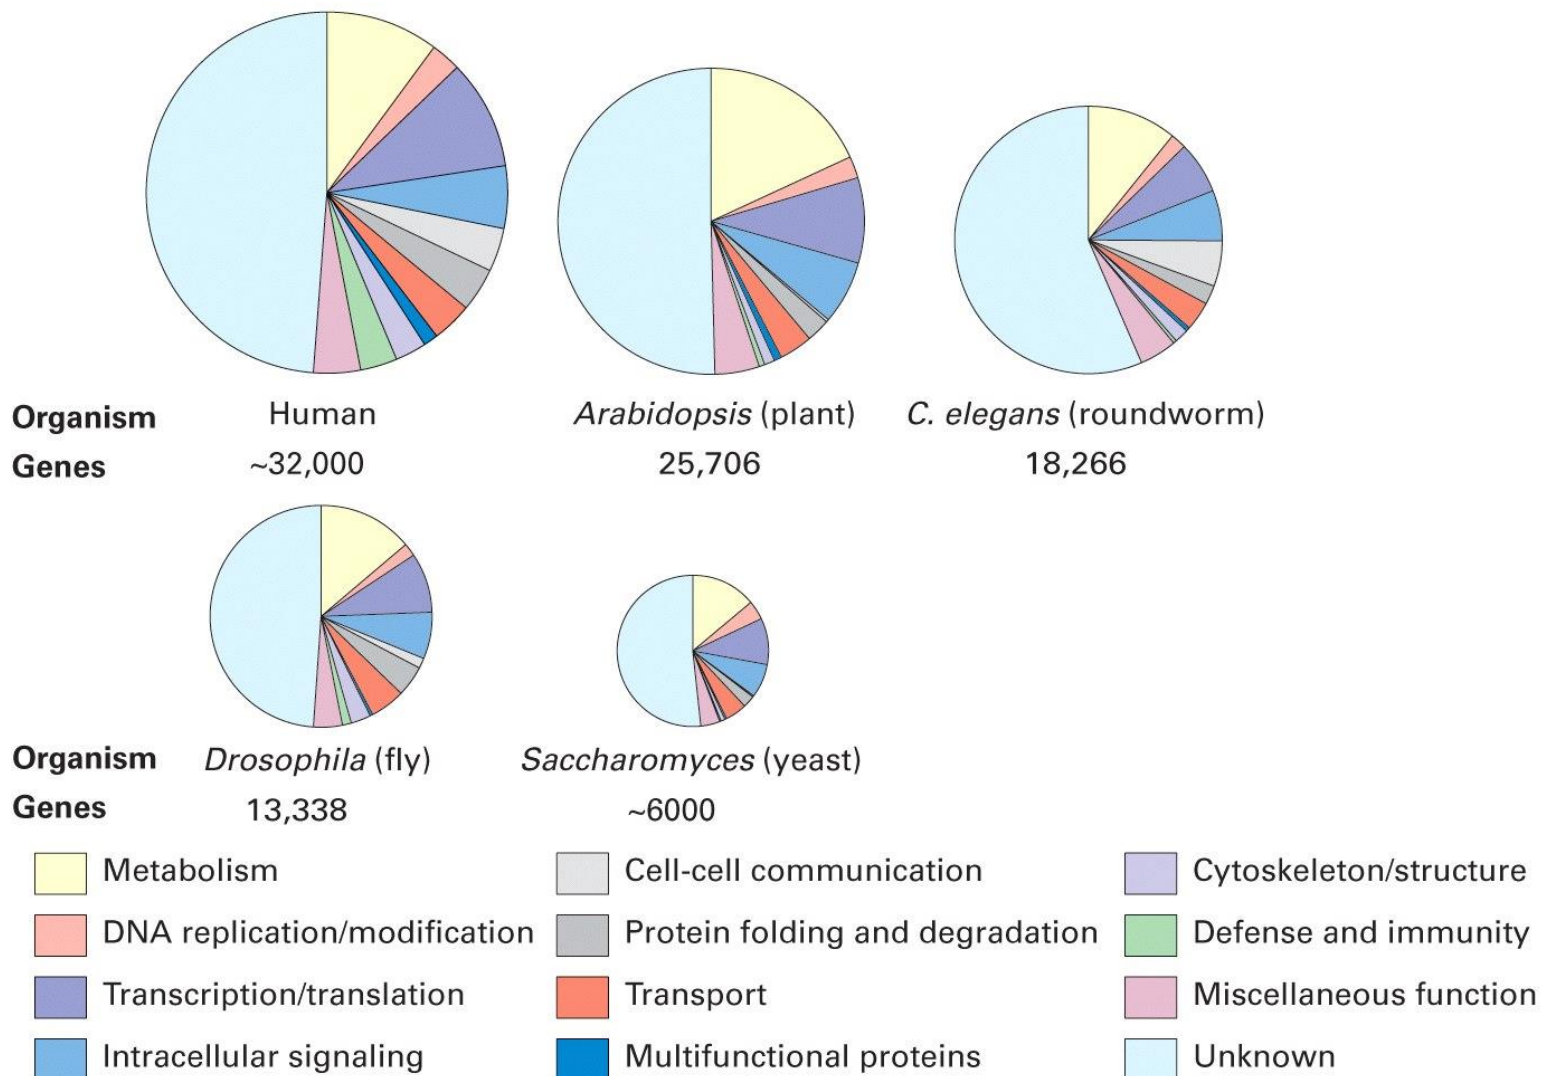 Organism Human Arabidopsis (plant) C. elegans (roundworm)
Genes ~32,000 25,706 18,266
Organism Drosophila (fly) Saccharomyces (yeast)
Genes 13,338 ~6000
Metabolism Cell-cell communication Cytoskeleton/structure
DNA replication/modification Protein folding and degradation Defense and immunity
Transcription/translation Transport Miscellaneous function
Intracellular signaling Multifunctional proteins Unknown